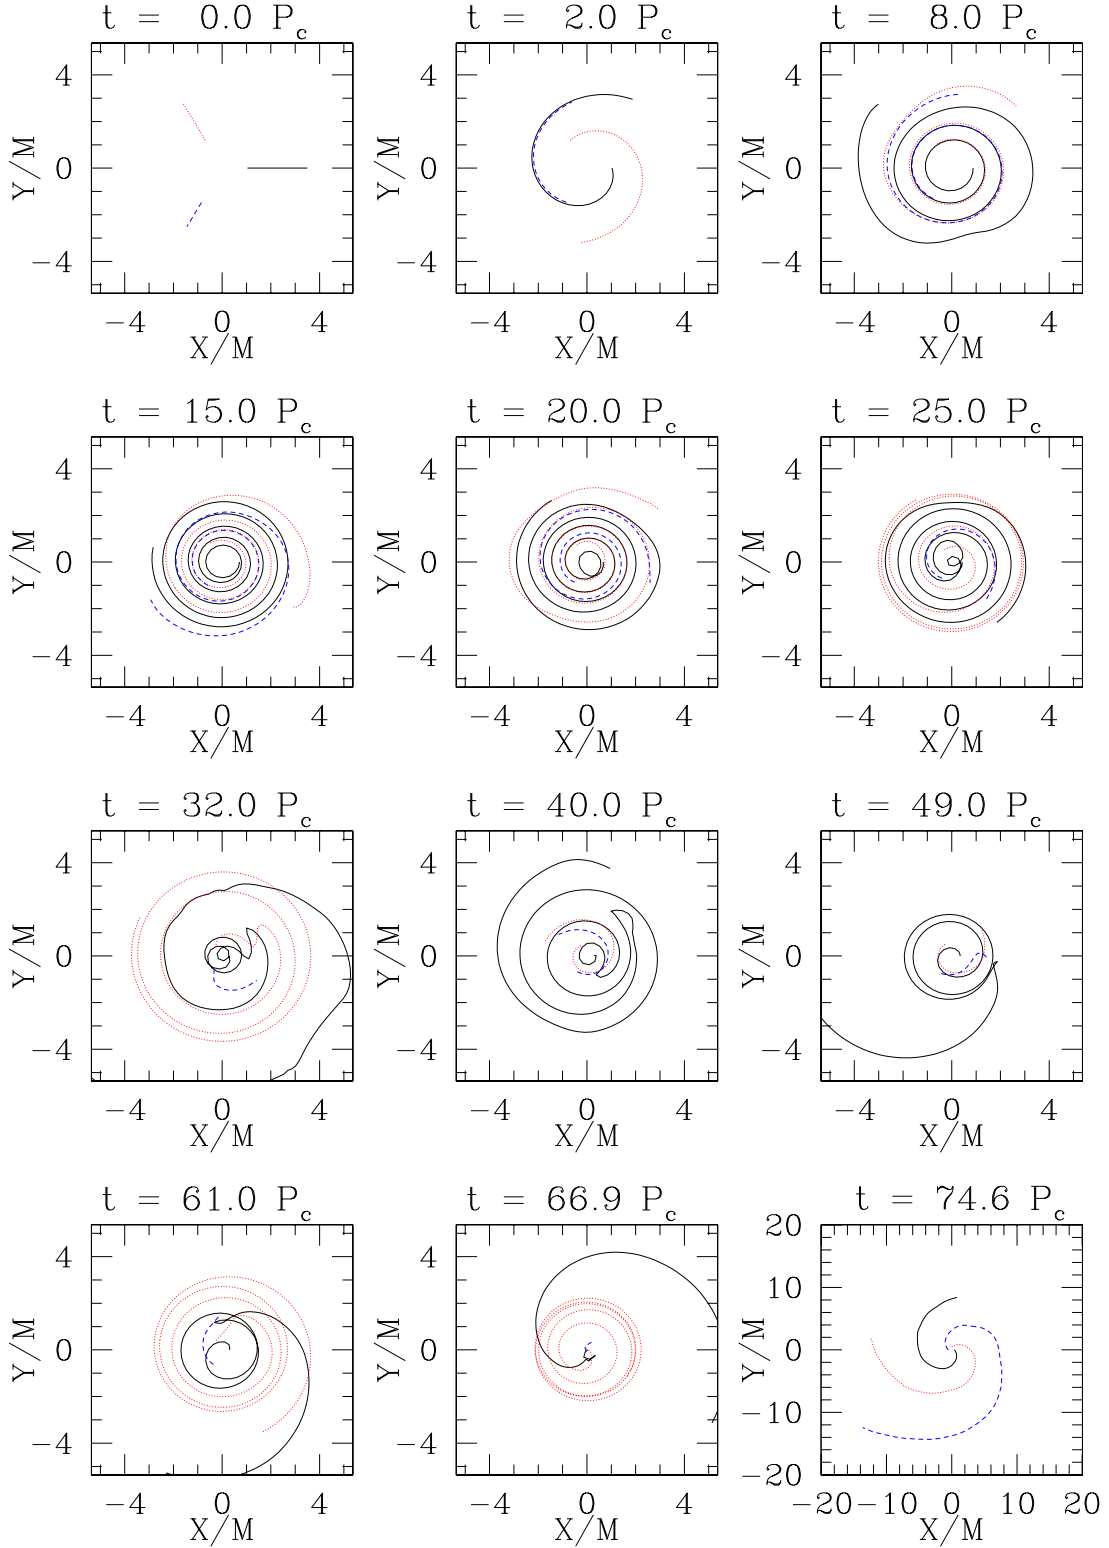 t = 0.0 P_c t = 2.0 P_c t = 8.0 P_c
4 4 4
Y/M 0 Y/M 0 Y/M 0
−4 −4 −4
−4 0 4 −4 0 4 −4 0 4
X/M X/M X/M
t = 15.0 P_c t = 20.0 P_c t = 25.0 P_c
4 4 4
Y/M 0 Y/M 0 Y/M 0
−4 −4 −4
−4 0 4 −4 0 4 −4 0 4
X/M X/M X/M
t = 32.0 P_c t = 40.0 P_c t = 49.0 P_c
4 4 4
Y/M 0 Y/M 0 Y/M 0
−4 −4 −4
−4 0 4 −4 0 4 −4 0 4
X/M X/M X/M
t = 61.0 P_c t = 66.9 P_c t = 74.6 P_c
20
4 4 10
Y/M 0 Y/M 0 Y/M 0
−4 −4 −10
−20
−4 0 4 −4 0 4 −20 −10 0 10 20
X/M X/M X/M